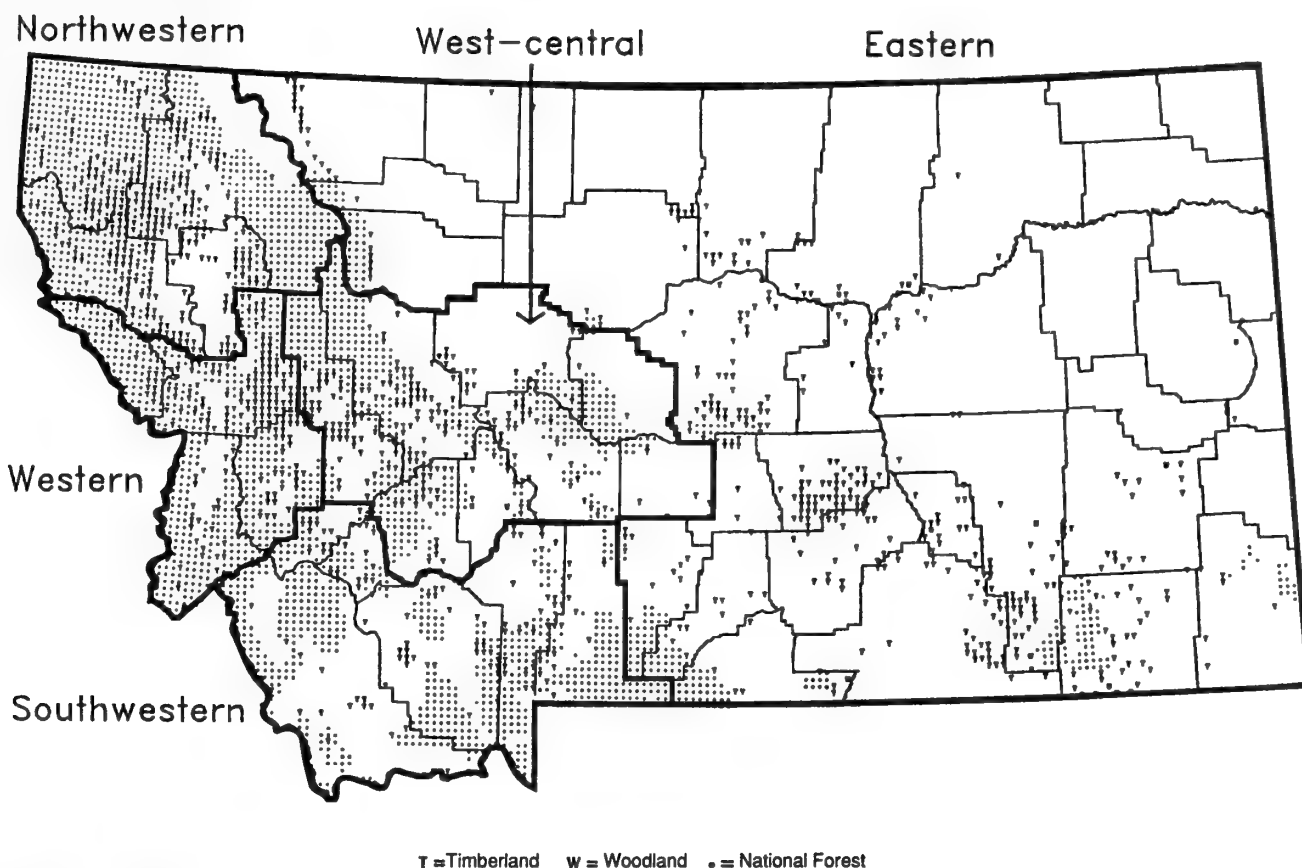 Northwestern
West-central
Eastern
Western
Southwestern
T = Timberland W = Woodland • = National Forest